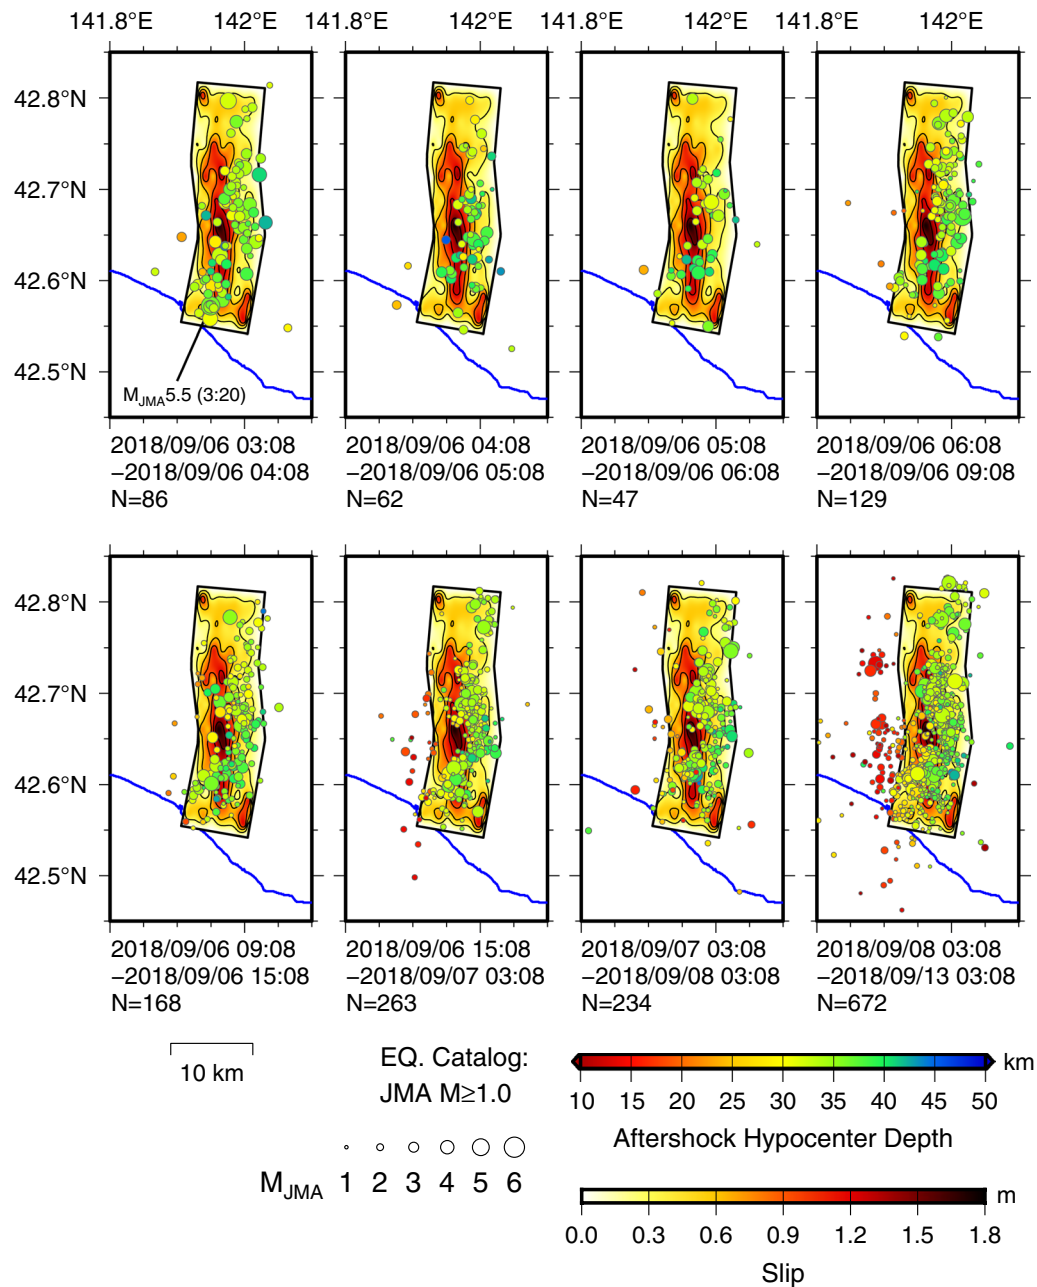 141.8°E 142°E 141.8°E 142°E 141.8°E 142°E 141.8°E 142°E
42.8°N
42.7°N
42.6°N
42.5°N
M_JMA5.5 (3:20)
2018/09/06 03:08
–2018/09/06 04:08
N=86
2018/09/06 04:08
–2018/09/06 05:08
N=62
2018/09/06 05:08
–2018/09/06 06:08
N=47
2018/09/06 06:08
–2018/09/06 09:08
N=129
42.8°N
42.7°N
42.6°N
42.5°N
2018/09/06 09:08
–2018/09/06 15:08
N=168
2018/09/06 15:08
–2018/09/07 03:08
N=263
2018/09/07 03:08
–2018/09/08 03:08
N=234
2018/09/08 03:08
–2018/09/13 03:08
N=672
10 km
EQ. Catalog:
JMA M≥1.0
M_JMA 1 2 3 4 5 6
km
10 15 20 25 30 35 40 45 50
Aftershock Hypocenter Depth
m
0.0 0.3 0.6 0.9 1.2 1.5 1.8
Slip